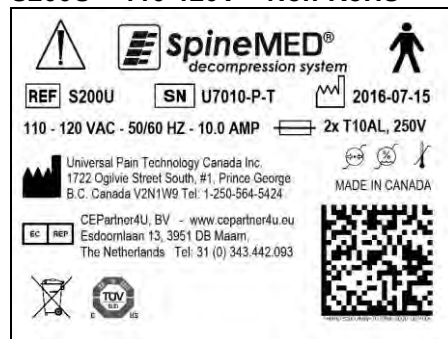 S200U - 110-120V - Non-RoHS
SpineMED®
decompression system
REF S200U SN U7010-P-T 2016-07-15
110 - 120 VAC - 50/60 HZ - 10.0 AMP 2x T10AL, 250V
Universal Pain Technology Canada Inc.
1722 Ogilvie Street South, #1. Prince George
B.C. Canada V2N1W9 Tel: 1-250-564-5424
MADE IN CANADA
EC REP
CEPartner4U, BV - www.cepartner4u.eu
Esdoornlaan 13, 3951 DB Maarn,
The Netherlands Tel: 31 (0) 343.442.093
TÜV